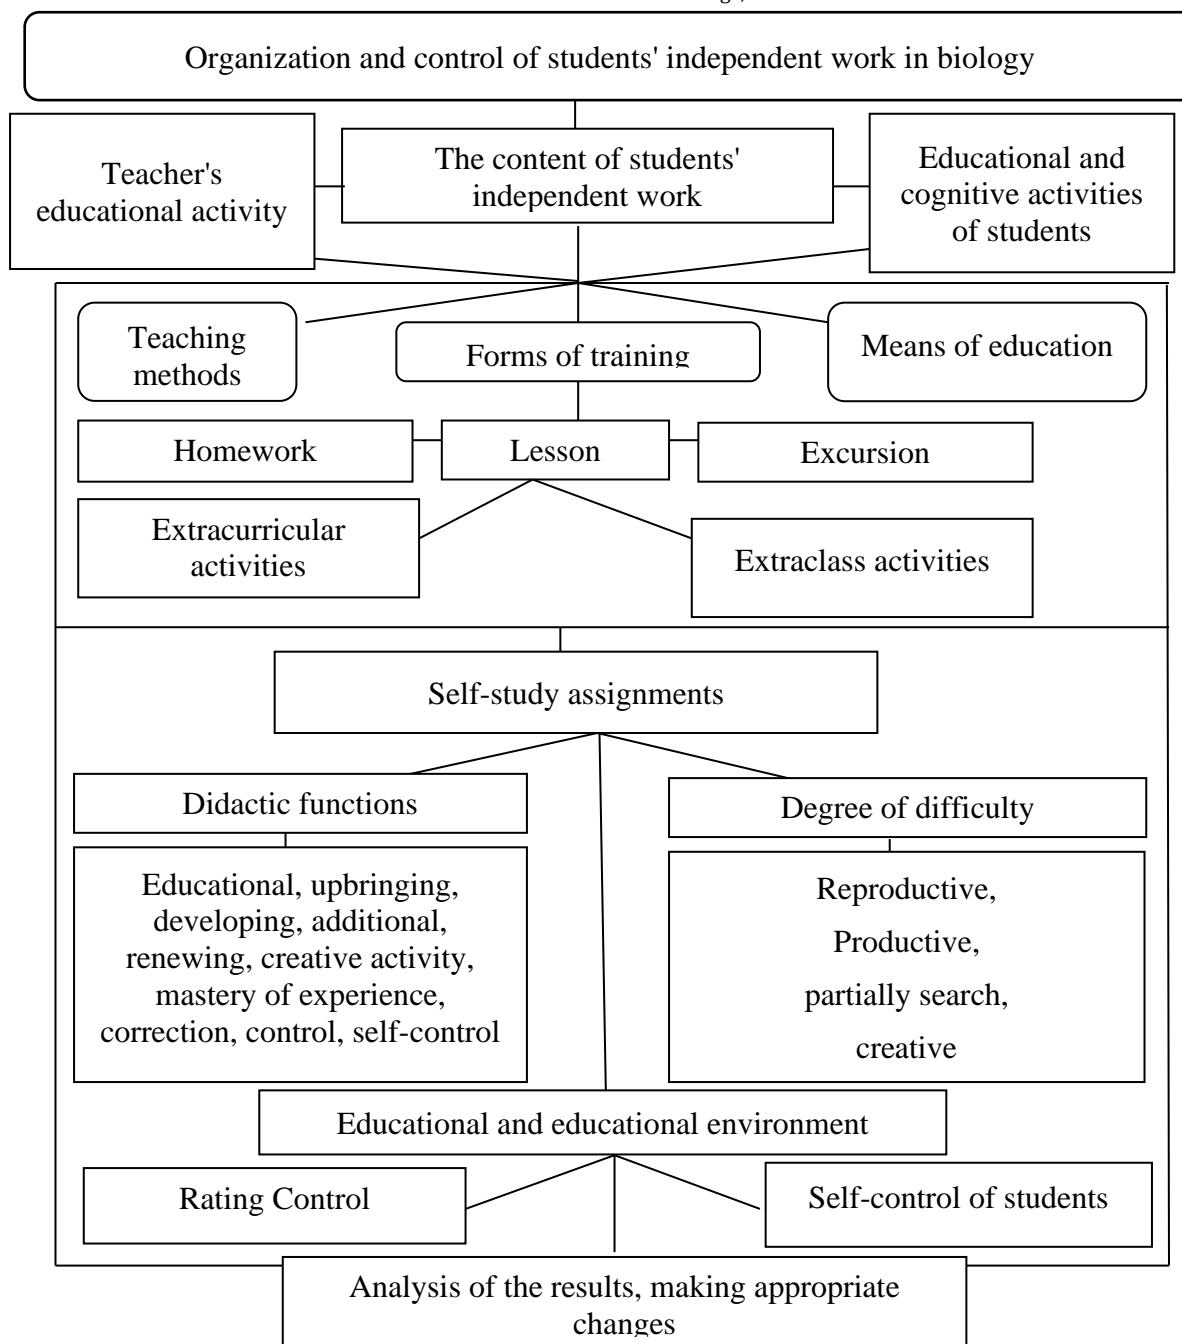 Organization and control of students' independent work in biology
Teacher's
educational activity
The content of students'
independent work
Educational and
cognitive activities
of students
Teaching
methods
Forms of training
Means of education
Homework
Lesson
Excursion
Extracurricular
activities
Extraclass activities
Self-study assignments
Didactic functions
Degree of difficulty
Educational, upbringing,
developing, additional,
renewing, creative activity,
mastery of experience,
correction, control, self-control
Reproductive,
Productive,
partially search,
creative
Educational and educational environment
Rating Control
Self-control of students
Analysis of the results, making appropriate
changes